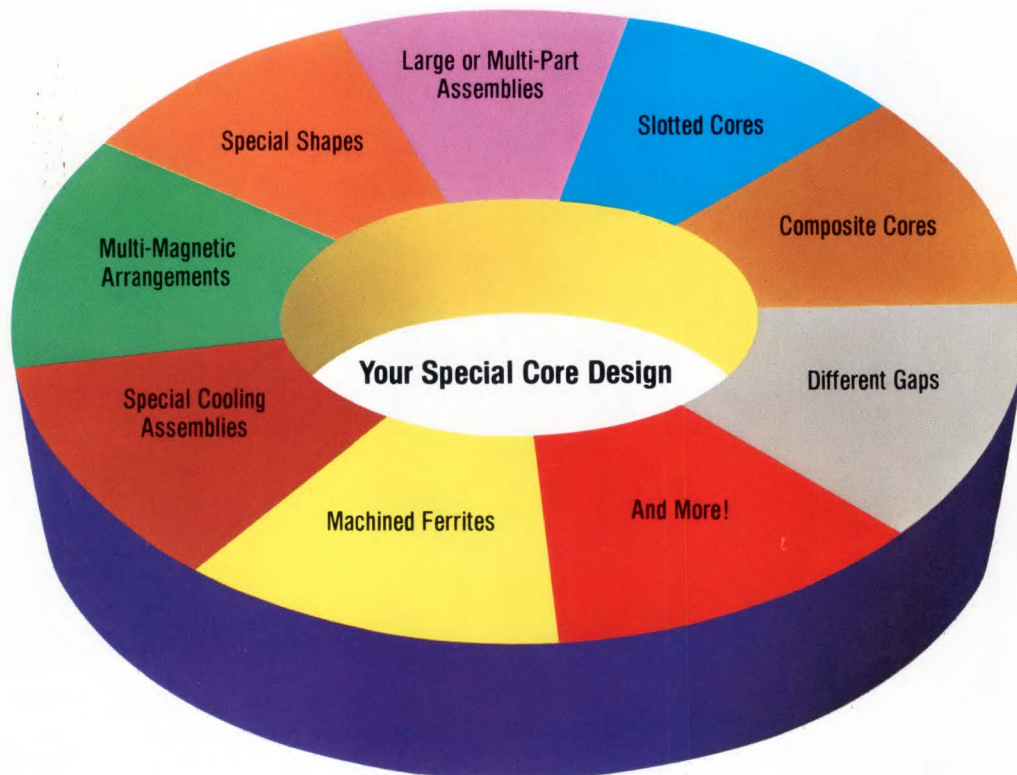 Large or Multi-Part
Assemblies
Slotted Cores
Special Shapes
Composite Cores
Multi-Magnetic
Arrangements
Your Special Core Design
Different Gaps
Special Cooling
Assemblies
Machined Ferrites
And More!